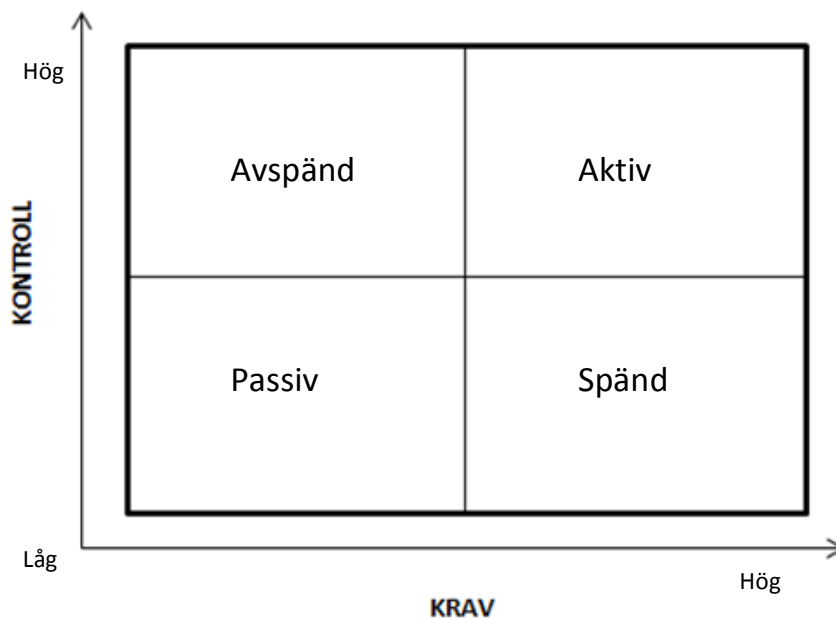 Hög
Avspänd Aktiv
KONTROLL
Passiv Spänd
Låg
Hög
KRAV